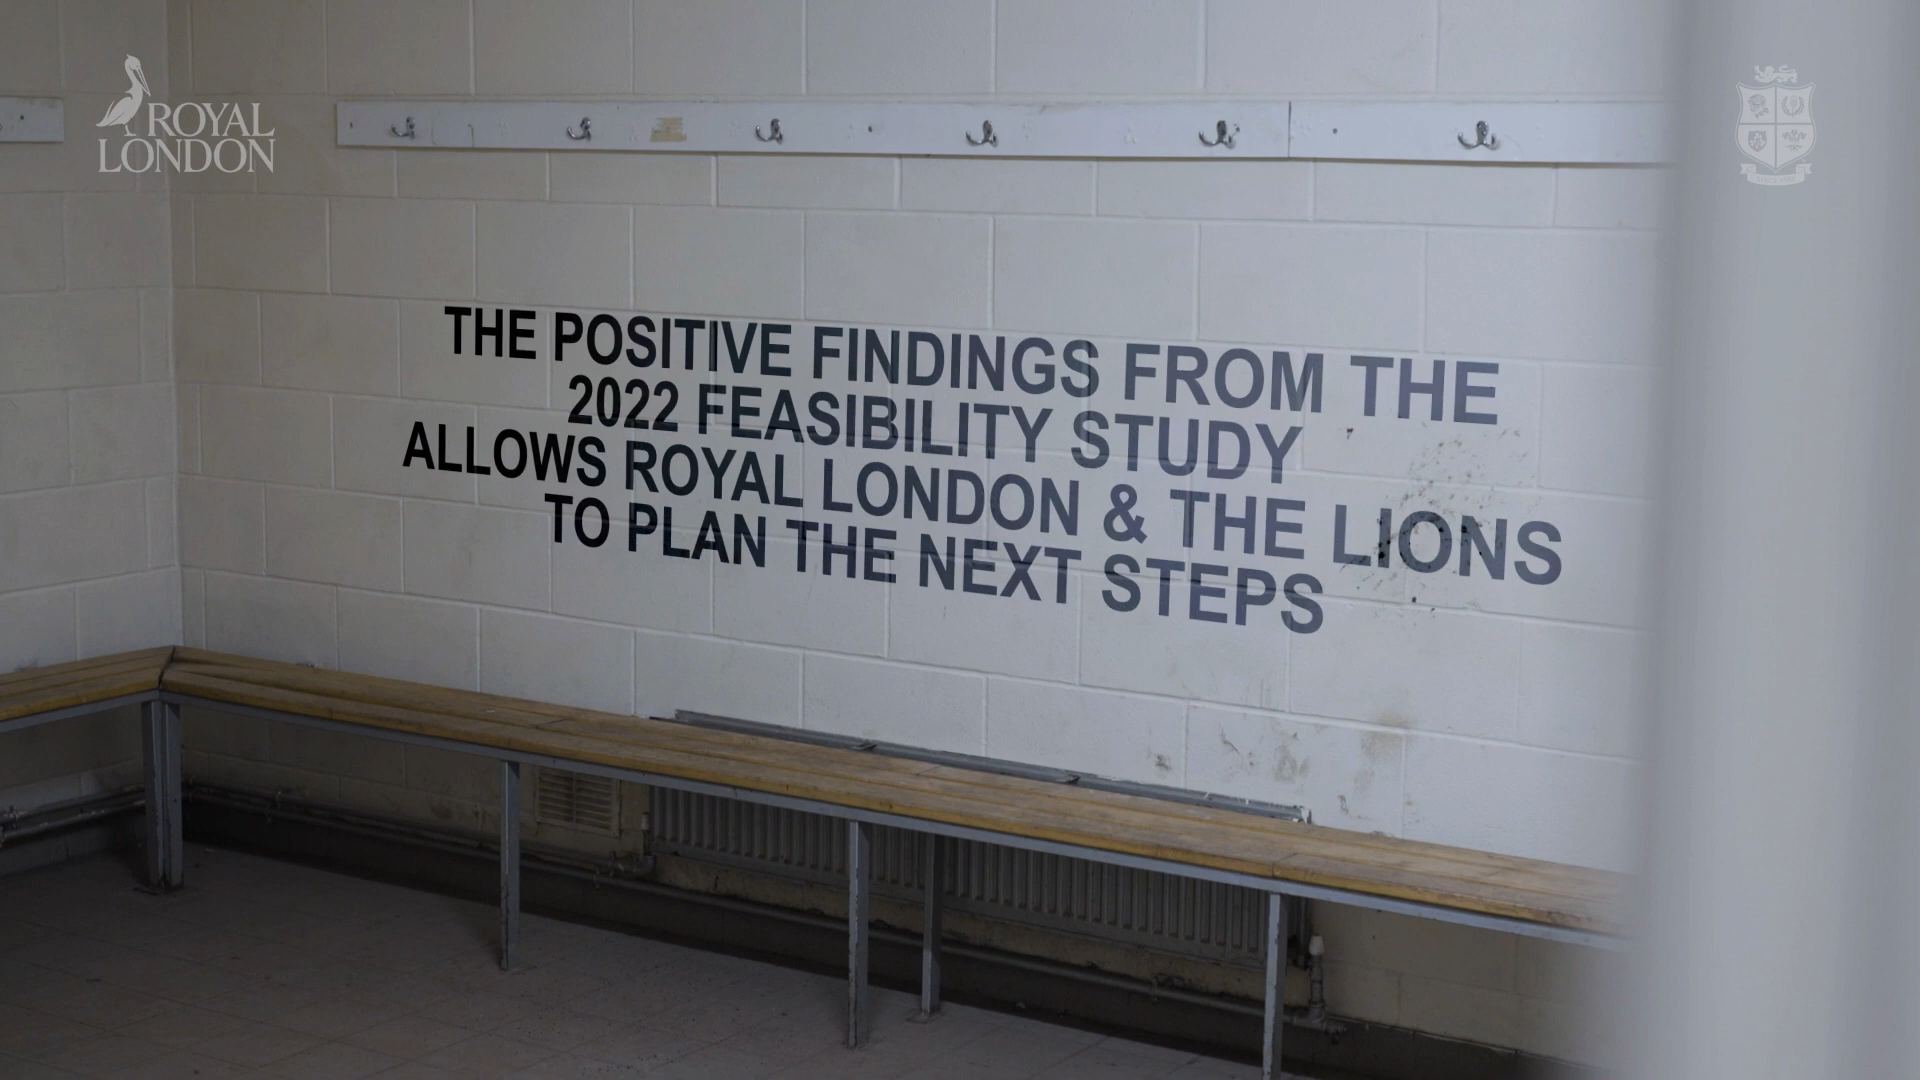 ROYAL
LONDON
THE POSITIVE FINDINGS FROM THE
2022 FEASIBILITY STUDY
ALLOWS ROYAL LONDON & THE LIONS
TO PLAN THE NEXT STEPS